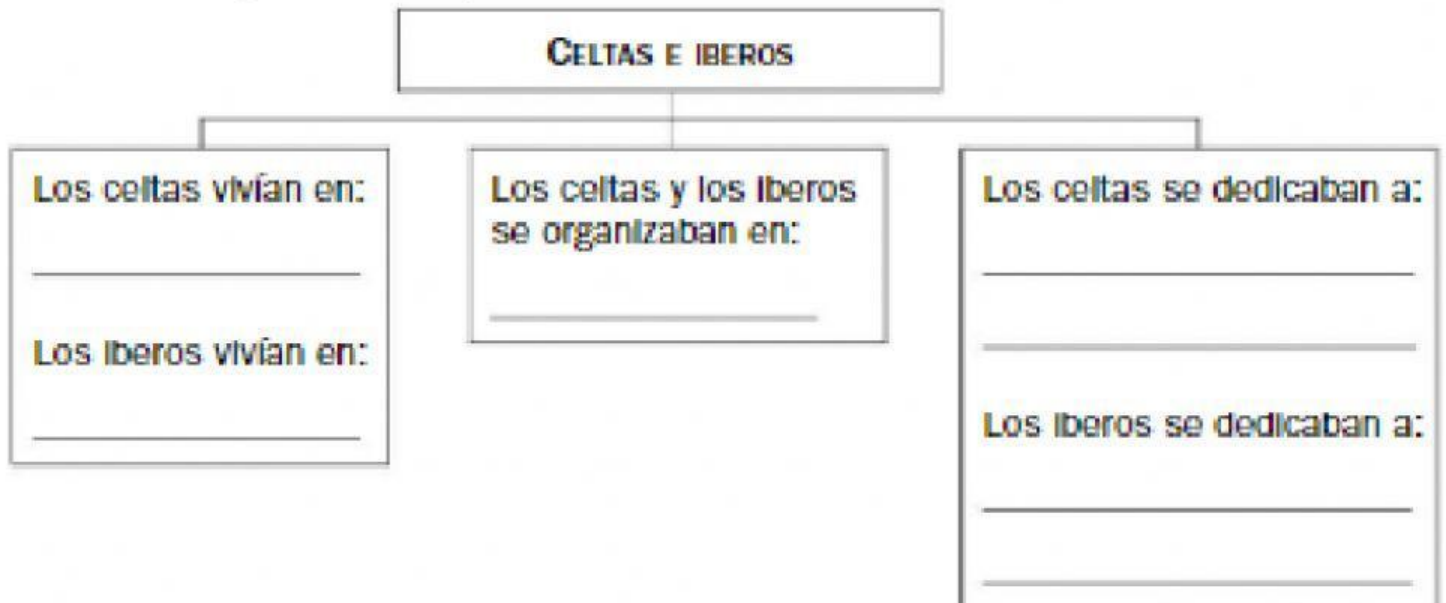 CELTAS E IBEROS
Los celtas vivían en:
Los iberos vivían en:
Los celtas y los iberos
se organizaban en:
Los celtas se dedicaban a:
Los iberos se dedicaban a: